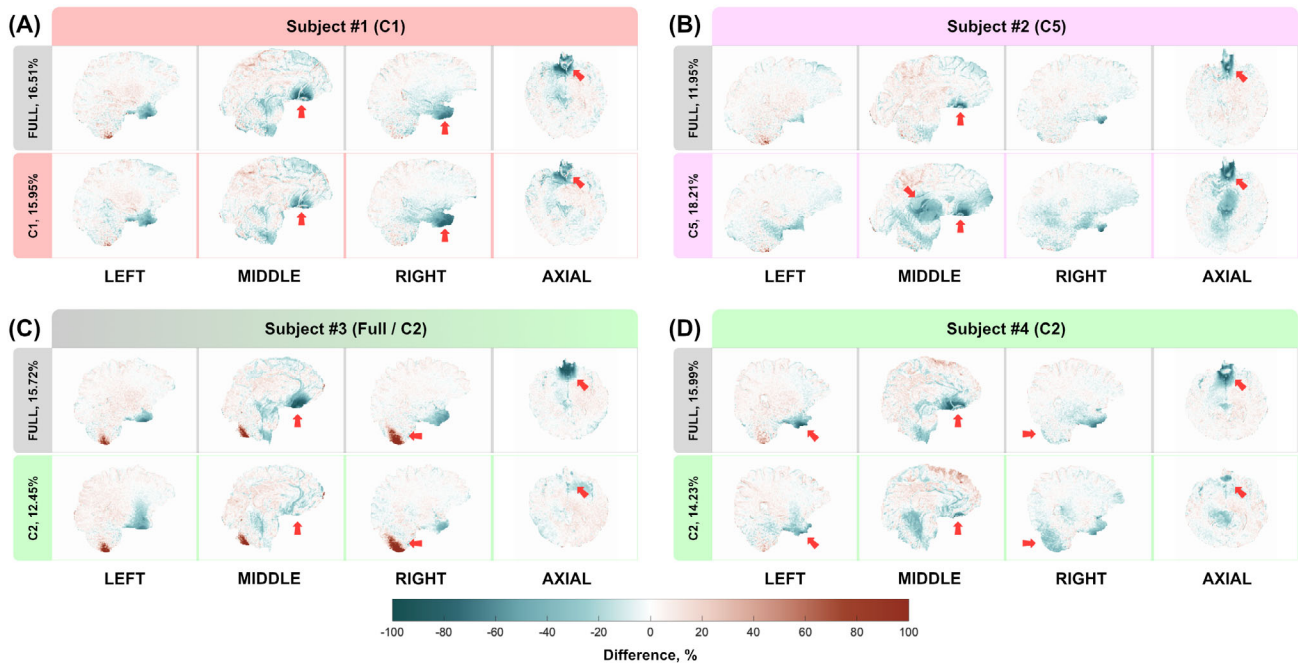 (A)
Subject #1 (C1)
FULL, 16.51%
C1, 15.95%
LEFT MIDDLE RIGHT AXIAL
(B)
Subject #2 (C5)
FULL, 11.95%
C5, 18.21%
LEFT MIDDLE RIGHT AXIAL
(C)
Subject #3 (Full / C2)
FULL, 15.72%
C2, 12.45%
LEFT MIDDLE RIGHT AXIAL
(D)
Subject #4 (C2)
FULL, 15.99%
C2, 14.23%
LEFT MIDDLE RIGHT AXIAL
-100 -80 -60 -40 -20 0 20 40 60 80 100
Difference, %